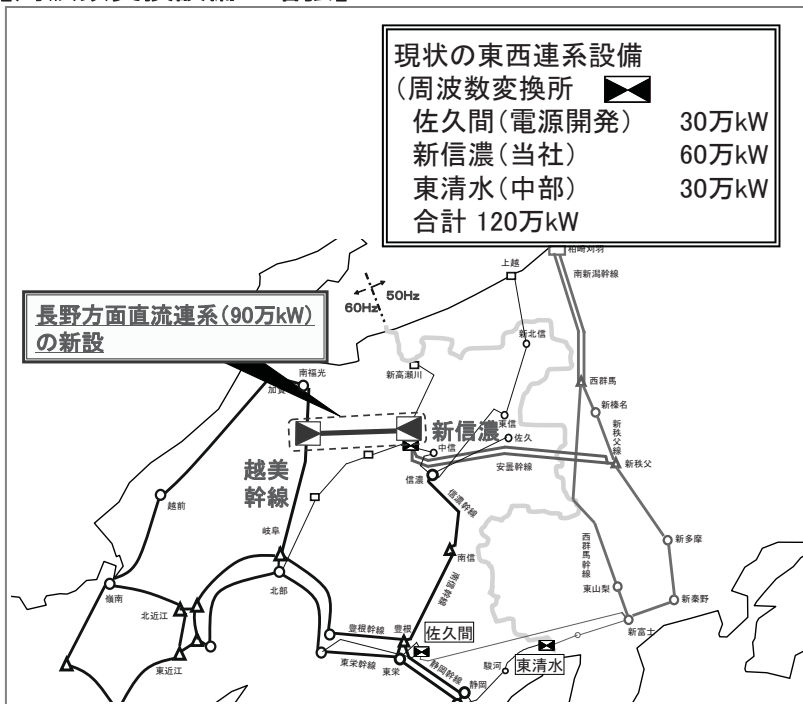 現状の東西連系設備
(周波数変換所
佐久間(電源開発) 30万kW
新信濃(当社) 60万kW
東清水(中部) 30万kW
合計 120万kW
柏崎刈羽
上越
南新潟幹線
50Hz
60Hz
長野方面直流連系(90万kW)
の新設
新北信
南福光
新高瀬川
西群馬
新榛名
新信濃
東信
佐久
中信
新秩父線
安曇幹線
新秩父
信濃
越美
幹線
信濃幹線
越前
岐阜
南信
西群馬幹線
新多摩
北部
嶺南
南信幹線
東山梨
新秦野
北近江
豊根幹線
豊根
佐久間
新富士
東近江
東栄幹線
東栄
静岡幹線
駿河
東清水
静岡